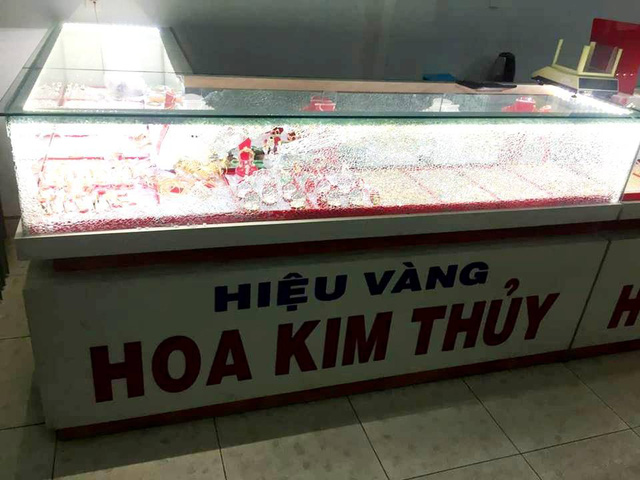 HIỆU VÀNG
HOA KIM THỦY
H